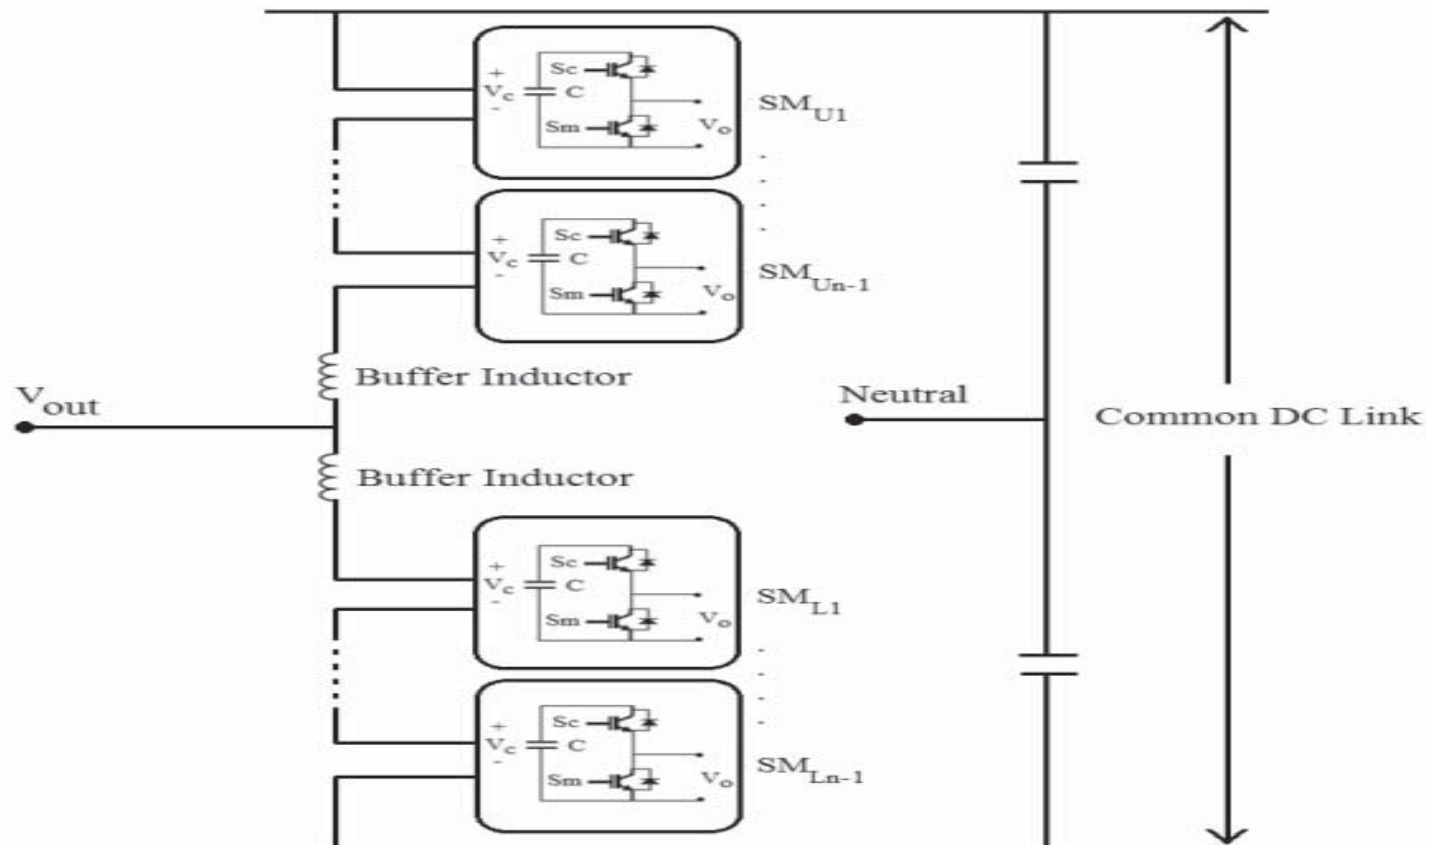 Sc
+
Vc
C
-
Sm
Vo
SMU1
Sc
+
Vc
C
-
Sm
Vo
SMUn-1
Buffer Inductor
Vout
Neutral
Common DC Link
Buffer Inductor
Sc
+
Vc
C
-
Sm
Vo
SML1
Sc
+
Vc
C
-
Sm
Vo
SMLn-1